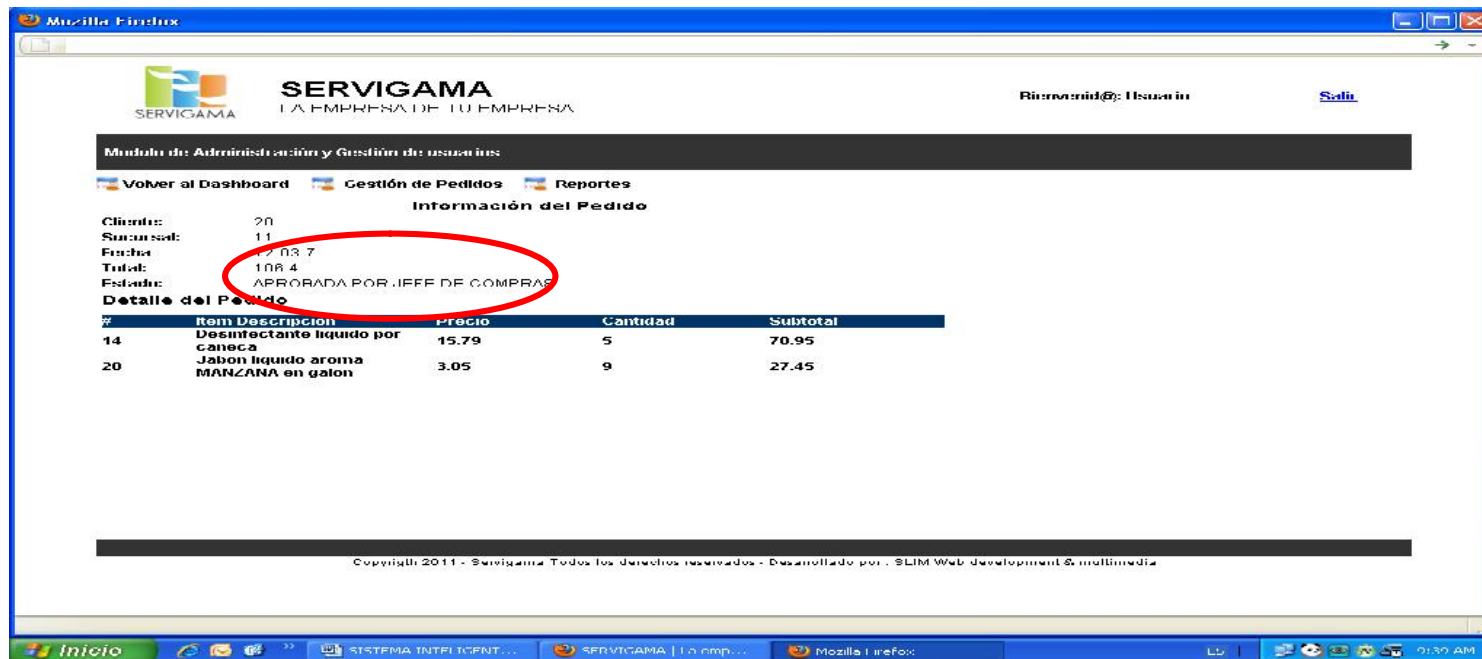 Mozilla Firefox
SERVIGAMA
SERVIGAMA
LA EMPRESA DE TU EMPRESA
Bienvenid@: Usuario
Salir
Modulo de Administración y Gestión de usuarios
Volver al Dashboard Gestión de Pedidos Reportes
Información del Pedido
Cliente: 20
Sucursal: 11
Fecha
Total: 106.4
Estado: APROBADA POR JEFE DE COMPRAS
Detalle del Pedido
# Item Descripcion Precio Cantidad Subtotal
14 Desinfectante liquido por caneca 15.79 5 70.95
20 Jabon liquido aroma MANZANA en galon 3.05 9 27.45
Copyrigth 2011 - Servigama Todos los derechos reservados - Desarrollado por : SLIM Web development & multimedia
Inicio
SISTEMA INTELIGENT...
SERVIGAMA | La emp...
Mozilla Firefox
ES
9:39 AM